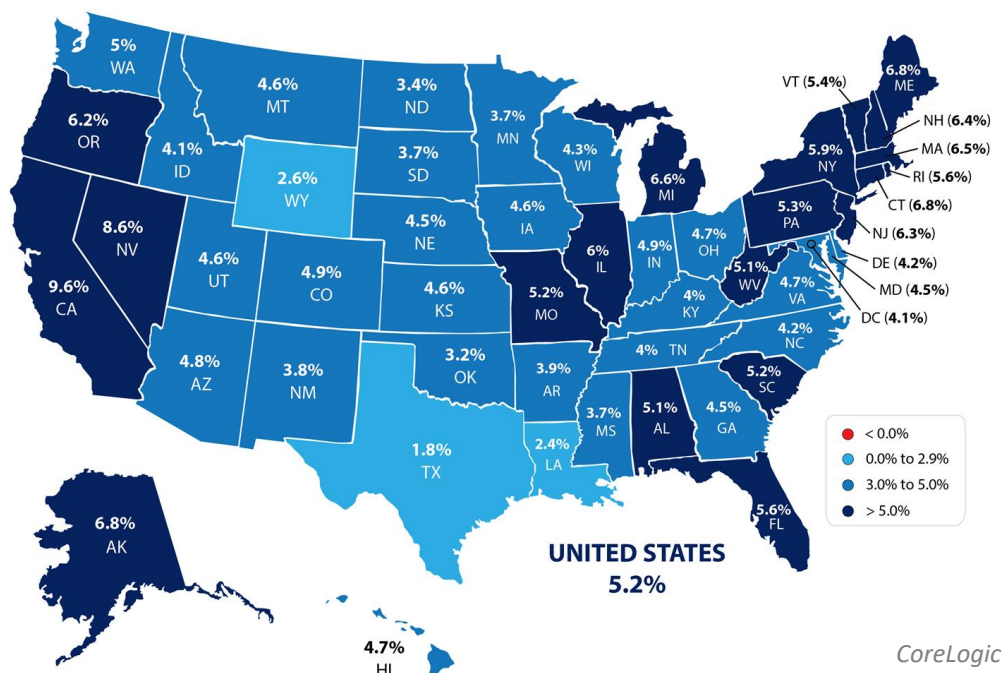 5%
WA
4.6%
MT
3.4%
ND
3.7%
MN
6.8%
ME
VT (5.4%)
NH (6.4%)
MA (6.5%)
RI (5.6%)
CT (6.8%)
NJ (6.3%)
DE (4.2%)
MD (4.5%)
DC (4.1%)
6.2%
OR
4.1%
ID
2.6%
WY
3.7%
SD
4.3%
WI
6.6%
MI
5.9%
NY
5.3%
PA
8.6%
NV
4.6%
UT
4.9%
CO
4.5%
NE
4.6%
IA
6%
IL
4.9%
IN
4.7%
OH
5.1%
WV
4.7%
VA
9.6%
CA
4.6%
KS
5.2%
MO
4%
KY
4.2%
NC
4.8%
AZ
3.8%
NM
3.2%
OK
3.9%
AR
4% TN
5.2%
SC
1.8%
TX
2.4%
LA
3.7%
MS
5.1%
AL
4.5%
GA
5.6%
FL
< 0.0%
0.0% to 2.9%
3.0% to 5.0%
> 5.0%
6.8%
AK
4.7%
HI
UNITED STATES
5.2%
CoreLogic